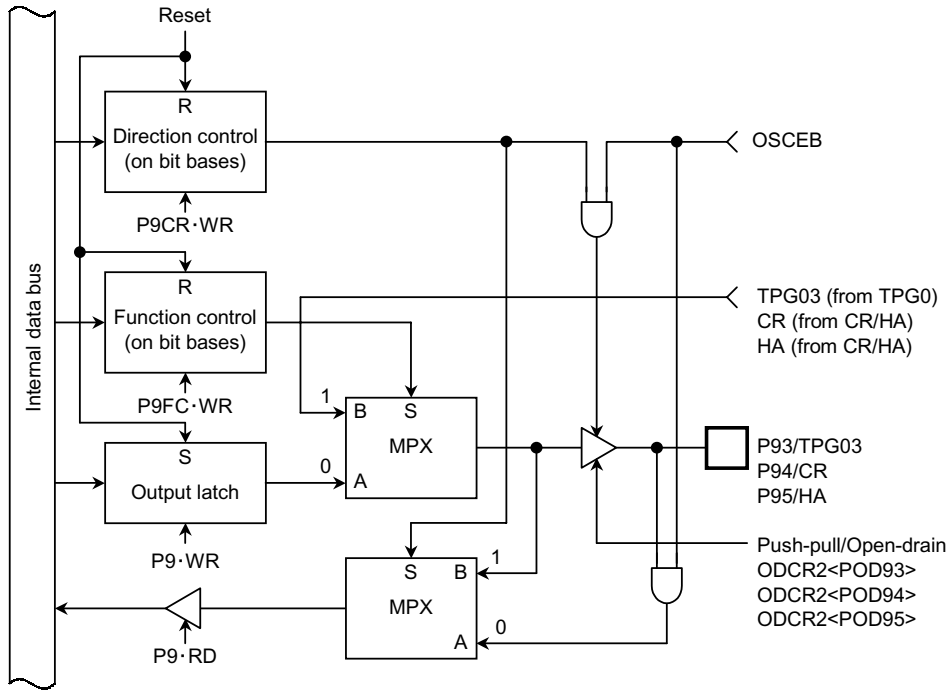 Reset
R
Direction control
(on bit bases)
P9CR·WR
OSCEB
Internal data bus
R
Function control
(on bit bases)
P9FC·WR
TPG03 (from TPG0)
CR (from CR/HA)
HA (from CR/HA)
1
B
S
MPX
0
A
S
Output latch
P9·WR
P93/TPG03
P94/CR
P95/HA
S
B
1
MPX
A
0
P9·RD
Push-pull/Open-drain
ODCR2<POD93>
ODCR2<POD94>
ODCR2<POD95>